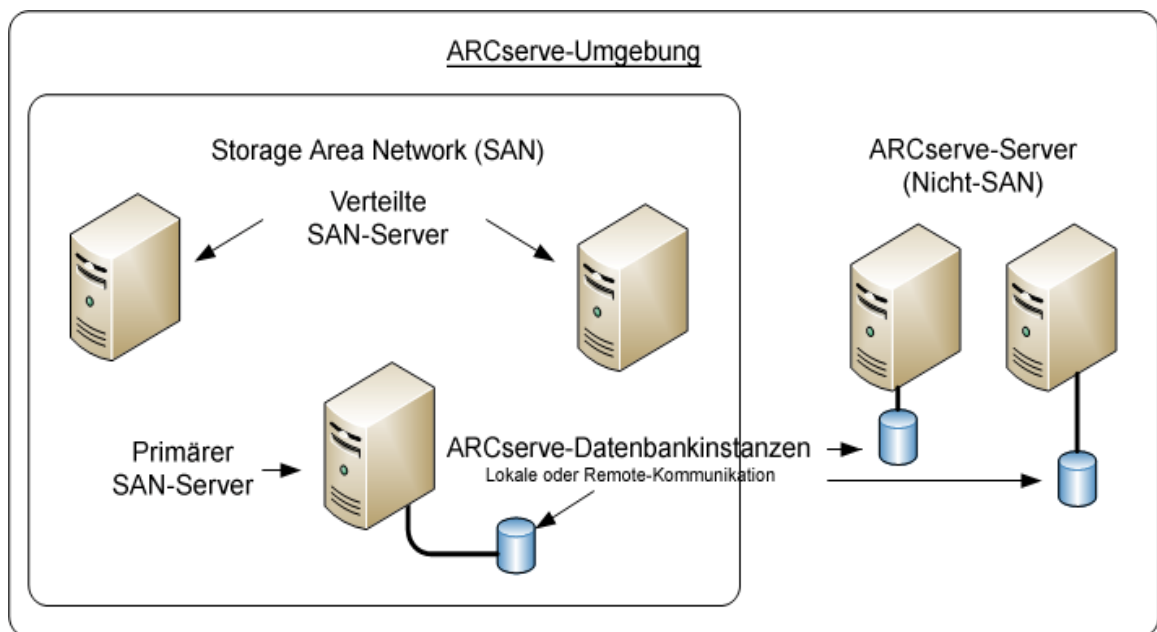 ARCserve-Umgebung
Storage Area Network (SAN)
Verteilte
SAN-Server
ARCserve-Server
(Nicht-SAN)
Primärer
SAN-Server
ARCserve-Datenbankinstanzen
Lokale oder Remote-Kommunikation